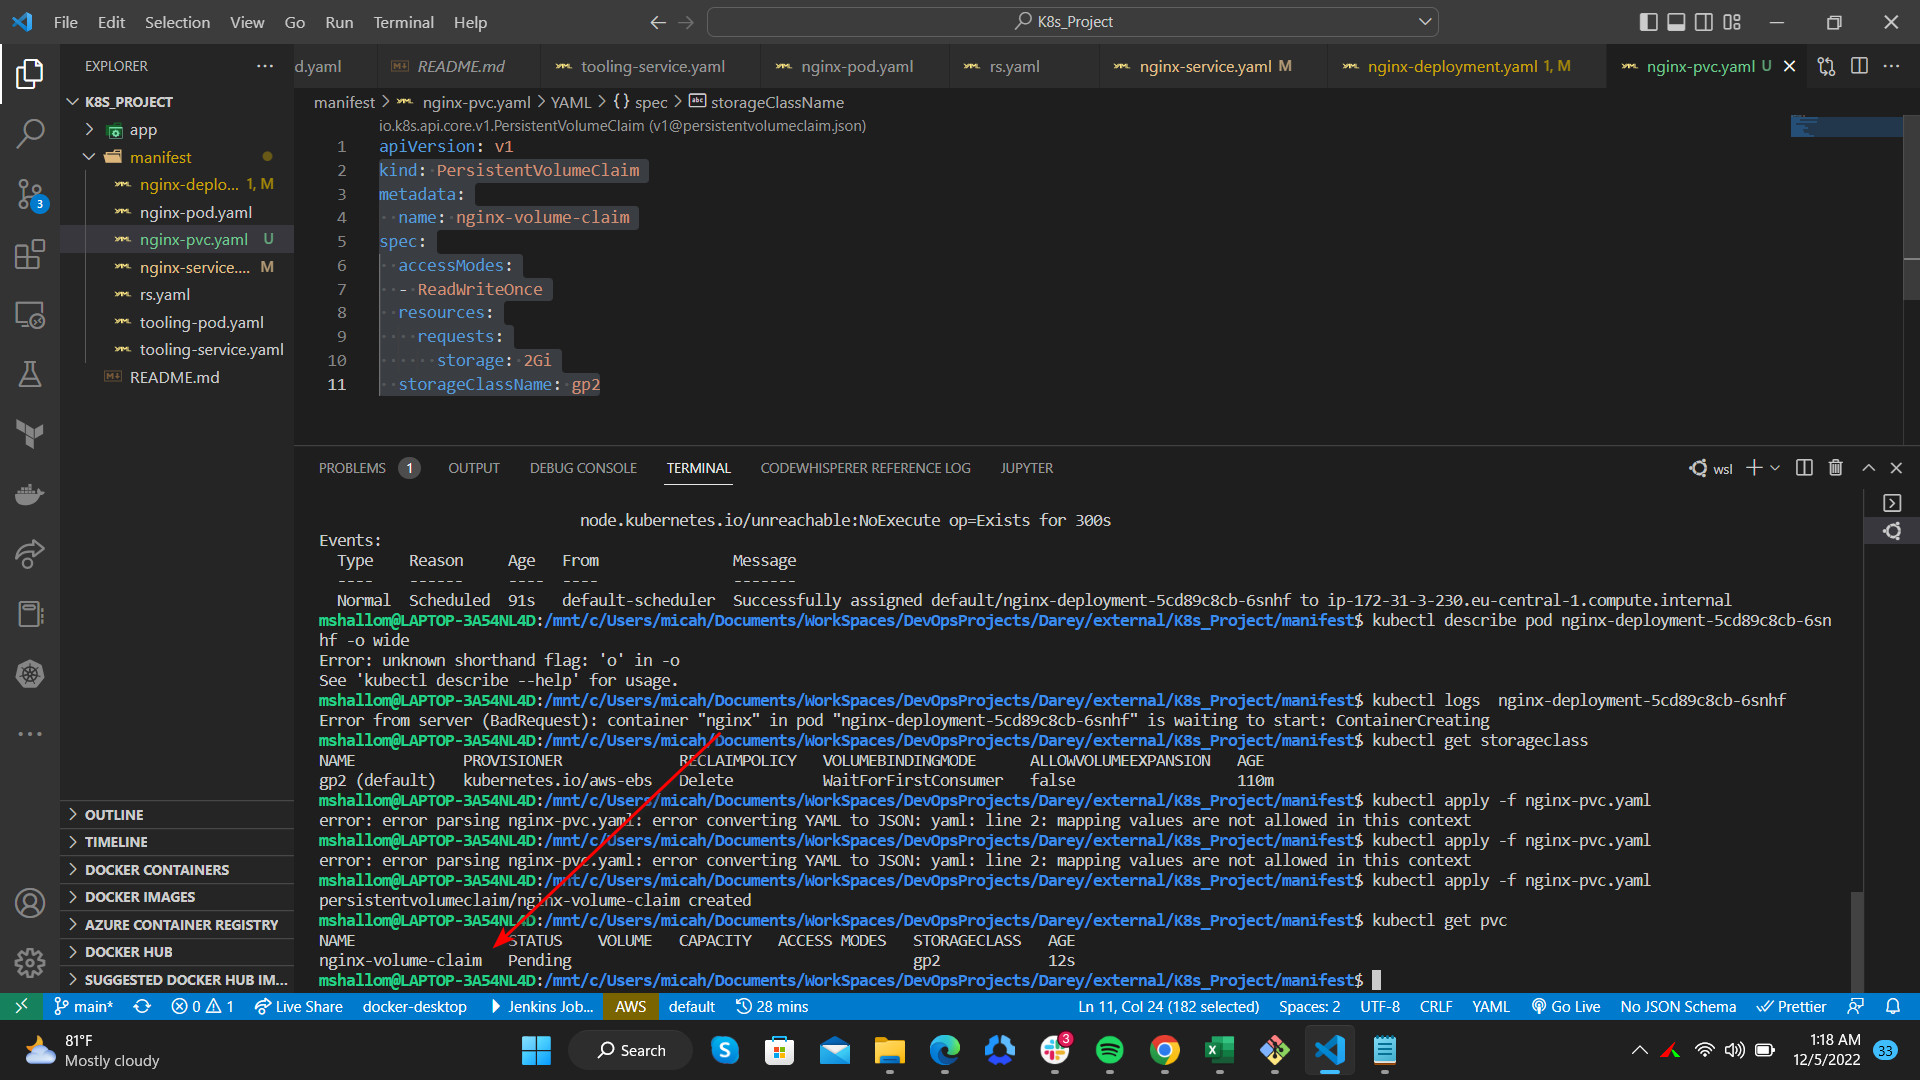 File Edit Selection View Go Run Terminal Help
K8s_Project
EXPLORER
d.yaml
README.md
tooling-service.yaml
nginx-pod.yaml
rs.yaml
nginx-service.yaml M
nginx-deployment.yaml 1, M
nginx-pvc.yaml U
K8S_PROJECT
app
manifest
nginx-deplo... 1, M
nginx-pod.yaml
nginx-pvc.yaml U
nginx-service.... M
rs.yaml
tooling-pod.yaml
tooling-service.yaml
README.md
OUTLINE
TIMELINE
DOCKER CONTAINERS
DOCKER IMAGES
AZURE CONTAINER REGISTRY
DOCKER HUB
SUGGESTED DOCKER HUB IM...
3
manifest > nginx-pvc.yaml > YAML > {} spec > abc storageClassName
io.k8s.api.core.v1.PersistentVolumeClaim (v1@persistentvolumeclaim.json)
1 apiVersion: v1
2 kind: PersistentVolumeClaim
3 metadata:
4   name: nginx-volume-claim
5 spec:
6   accessModes:
7   - ReadWriteOnce
8   resources:
9     requests:
10       storage: 2Gi
11   storageClassName: gp2
PROBLEMS 1 OUTPUT DEBUG CONSOLE TERMINAL CODEWHISPERER REFERENCE LOG JUPYTER
wsl
node.kubernetes.io/unreachable:NoExecute op=Exists for 300s
Events:
  Type    Reason     Age   From               Message
  ----    ------     ----  ----               -------
  Normal  Scheduled  91s   default-scheduler  Successfully assigned default/nginx-deployment-5cd89c8cb-6snhf to ip-172-31-3-230.eu-central-1.compute.internal
mshallom@LAPTOP-3A54NL4D:/mnt/c/Users/micah/Documents/WorkSpaces/DevOpsProjects/Darey/external/K8s_Project/manifest$ kubectl describe pod nginx-deployment-5cd89c8cb-6sn
hf -o wide
Error: unknown shorthand flag: 'o' in -o
See 'kubectl describe --help' for usage.
mshallom@LAPTOP-3A54NL4D:/mnt/c/Users/micah/Documents/WorkSpaces/DevOpsProjects/Darey/external/K8s_Project/manifest$ kubectl logs  nginx-deployment-5cd89c8cb-6snhf
Error from server (BadRequest): container "nginx" in pod "nginx-deployment-5cd89c8cb-6snhf" is waiting to start: ContainerCreating
mshallom@LAPTOP-3A54NL4D:/mnt/c/Users/micah/Documents/WorkSpaces/DevOpsProjects/Darey/external/K8s_Project/manifest$ kubectl get storageclass
NAME            PROVISIONER             RECLAIMPOLICY   VOLUMEBINDINGMODE      ALLOWVOLUMEEXPANSION   AGE
gp2 (default)   kubernetes.io/aws-ebs   Delete          WaitForFirstConsumer   false                  110m
mshallom@LAPTOP-3A54NL4D:/mnt/c/Users/micah/Documents/WorkSpaces/DevOpsProjects/Darey/external/K8s_Project/manifest$ kubectl apply -f nginx-pvc.yaml
error: error parsing nginx-pvc.yaml: error converting YAML to JSON: yaml: line 2: mapping values are not allowed in this context
mshallom@LAPTOP-3A54NL4D:/mnt/c/Users/micah/Documents/WorkSpaces/DevOpsProjects/Darey/external/K8s_Project/manifest$ kubectl apply -f nginx-pvc.yaml
error: error parsing nginx-pvc.yaml: error converting YAML to JSON: yaml: line 2: mapping values are not allowed in this context
mshallom@LAPTOP-3A54NL4D:/mnt/c/Users/micah/Documents/WorkSpaces/DevOpsProjects/Darey/external/K8s_Project/manifest$ kubectl apply -f nginx-pvc.yaml
persistentvolumeclaim/nginx-volume-claim created
mshallom@LAPTOP-3A54NL4D:/mnt/c/Users/micah/Documents/WorkSpaces/DevOpsProjects/Darey/external/K8s_Project/manifest$ kubectl get pvc
NAME                 STATUS    VOLUME   CAPACITY   ACCESS MODES   STORAGECLASS   AGE
nginx-volume-claim   Pending                                      gp2            12s
mshallom@LAPTOP-3A54NL4D:/mnt/c/Users/micah/Documents/WorkSpaces/DevOpsProjects/Darey/external/K8s_Project/manifest$
main* 0 1 Live Share docker-desktop Jenkins Job... AWS default 28 mins Ln 11, Col 24 (182 selected) Spaces: 2 UTF-8 CRLF YAML Go Live No JSON Schema Prettier
81°F
Mostly cloudy
Search
3
1:18 AM
12/5/2022
33